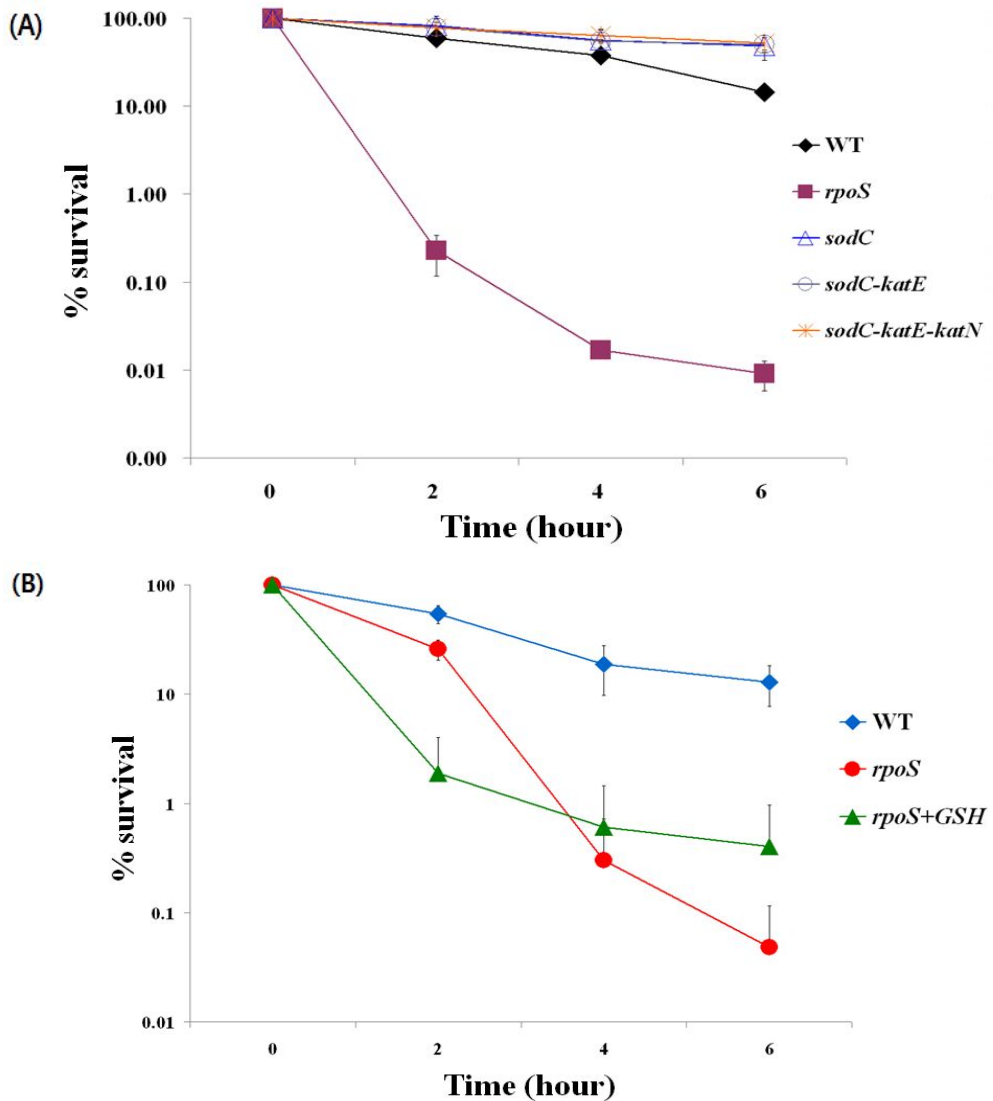 (A)
100.00
10.00
1.00
0.10
0.01
0.00
% survival
0 2 4 6
Time (hour)
WT
rpoS
sodC
sodC-katE
sodC-katE-katN
(B)
100
10
1
0.1
0.01
% survival
0 2 4 6
Time (hour)
WT
rpoS
rpoS+GSH